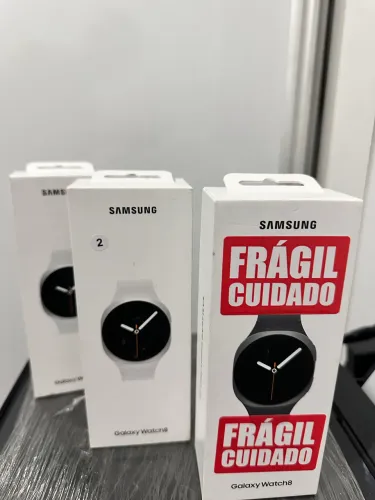 SAMSUNG
SAMSUNG
2
Galaxy Watch8
SAMSUNG
FRÁGIL
CUIDADO
FRÁGIL
CUIDADO
Galaxy Watch8